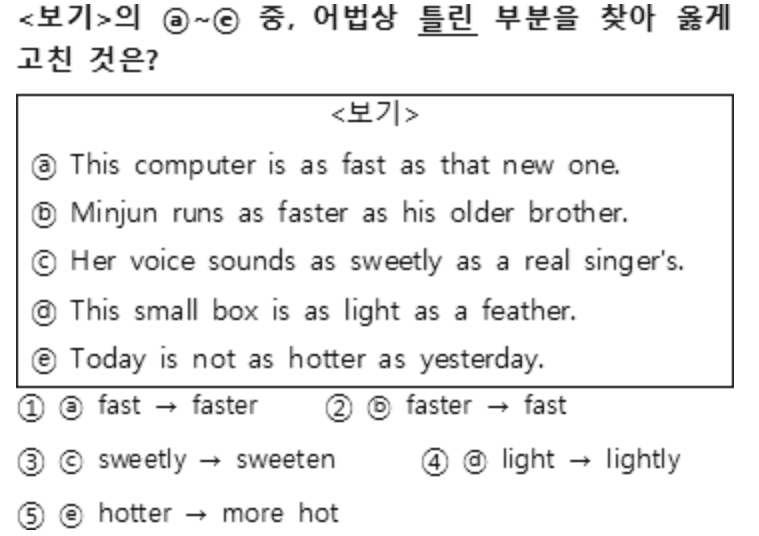 <보기>의 ⓐ~ⓔ 중, 어법상 틀린 부분을 찾아 옳게
고친 것은?
<보기>
ⓐ This computer is as fast as that new one.
ⓑ Minjun runs as faster as his older brother.
ⓒ Her voice sounds as sweetly as a real singer's.
ⓓ This small box is as light as a feather.
ⓔ Today is not as hotter as yesterday.
① ⓐ fast → faster ② ⓑ faster → fast
③ ⓒ sweetly → sweeten ④ ⓓ light → lightly
⑤ ⓔ hotter → more hot